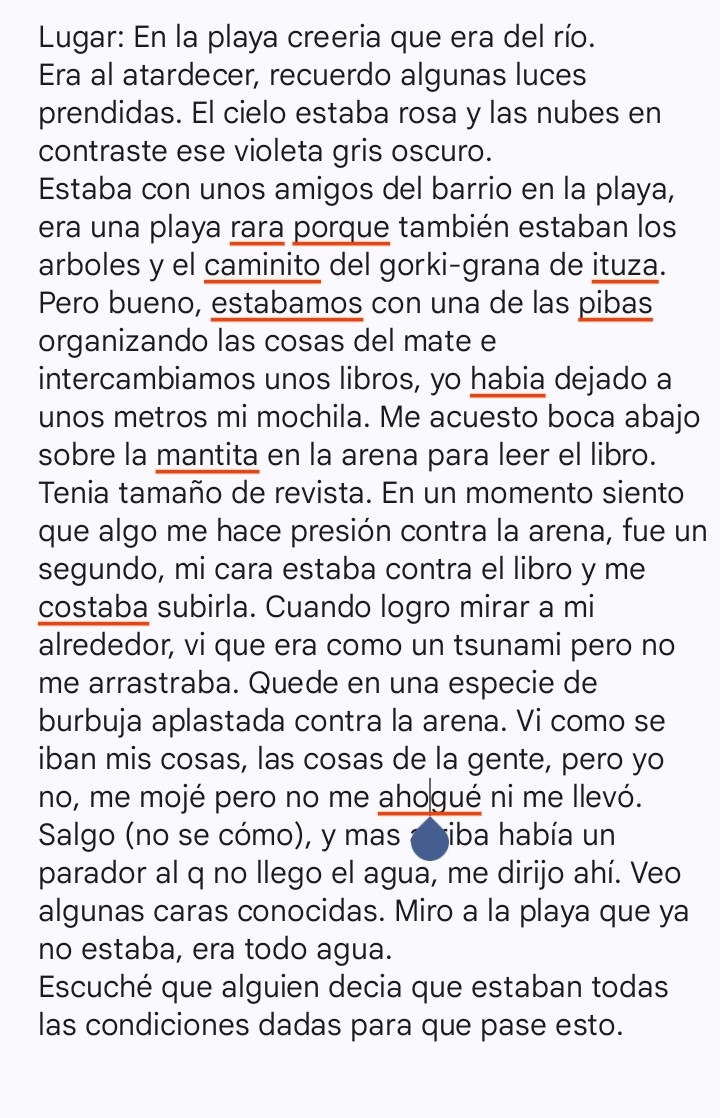 Lugar: En la playa creeria que era del río.
Era al atardecer, recuerdo algunas luces
prendidas. El cielo estaba rosa y las nubes en
contraste ese violeta gris oscuro.
Estaba con unos amigos del barrio en la playa,
era una playa rara porque también estaban los
arboles y el caminito del gorki-grana de ituza.
Pero bueno, estabamos con una de las pibas
organizando las cosas del mate e
intercambiamos unos libros, yo habia dejado a
unos metros mi mochila. Me acuesto boca abajo
sobre la mantita en la arena para leer el libro.
Tenia tamaño de revista. En un momento siento
que algo me hace presión contra la arena, fue un
segundo, mi cara estaba contra el libro y me
costaba subirla. Cuando logro mirar a mi
alrededor, vi que era como un tsunami pero no
me arrastraba. Quede en una especie de
burbuja aplastada contra la arena. Vi como se
iban mis cosas, las cosas de la gente, pero yo
no, me mojé pero no me ahogué ni me llevó.
Salgo (no se cómo), y mas arriba había un
parador al q no llego el agua, me dirijo ahí. Veo
algunas caras conocidas. Miro a la playa que ya
no estaba, era todo agua.
Escuché que alguien decia que estaban todas
las condiciones dadas para que pase esto.